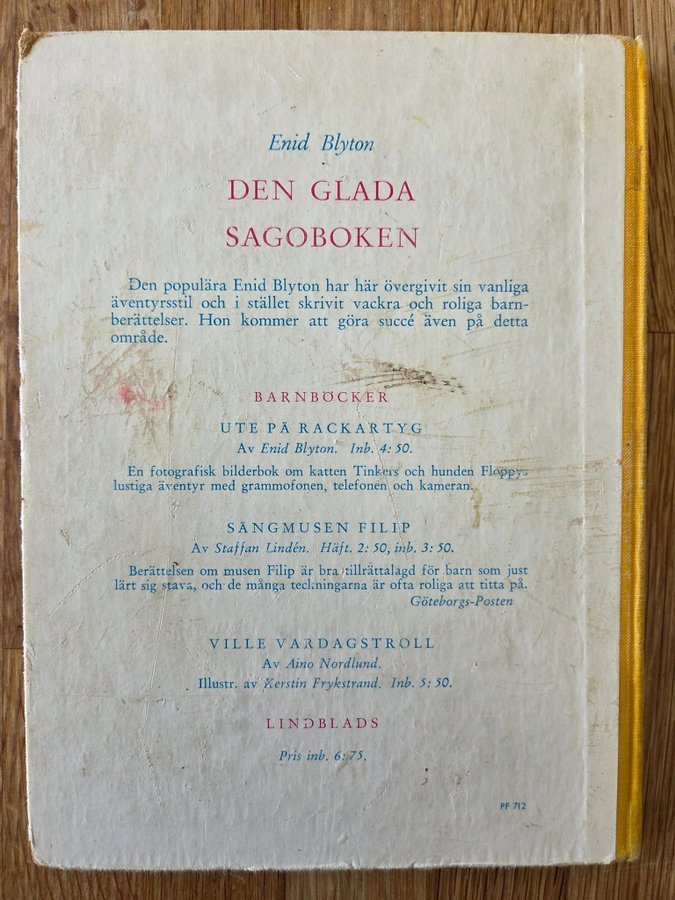 Enid Blyton
DEN GLADA
SAGOBOKEN
Den populära Enid Blyton har här övergivit sin vanliga
äventyrsstil och i stället skrivit vackra och roliga barn-
berättelser. Hon kommer att göra succé även på detta
område.
BARNBÖCKER
UTE PÅ RACKARTYG
Av Enid Blyton. Inb. 4: 50.
En fotografisk bilderbok om katten Tinkers och hunden Floppys
lustiga äventyr med grammofonen, telefonen och kameran.
SÅNGMUSEN FILIP
Av Staffan Lindén. Häft. 2: 50, inb. 3: 50.
Berättelsen om musen Filip är bra tillrättalagd för barn som just
lärt sig stava, och de många teckningarna är ofta roliga att titta på.
Göteborgs-Posten
VILLE VARDAGSTROLL
Av Aino Nordlund.
Illustr. av Kerstin Frykstrand. Inb. 5: 50.
LINDBLADS
Pris inb. 6: 75.
PF 712